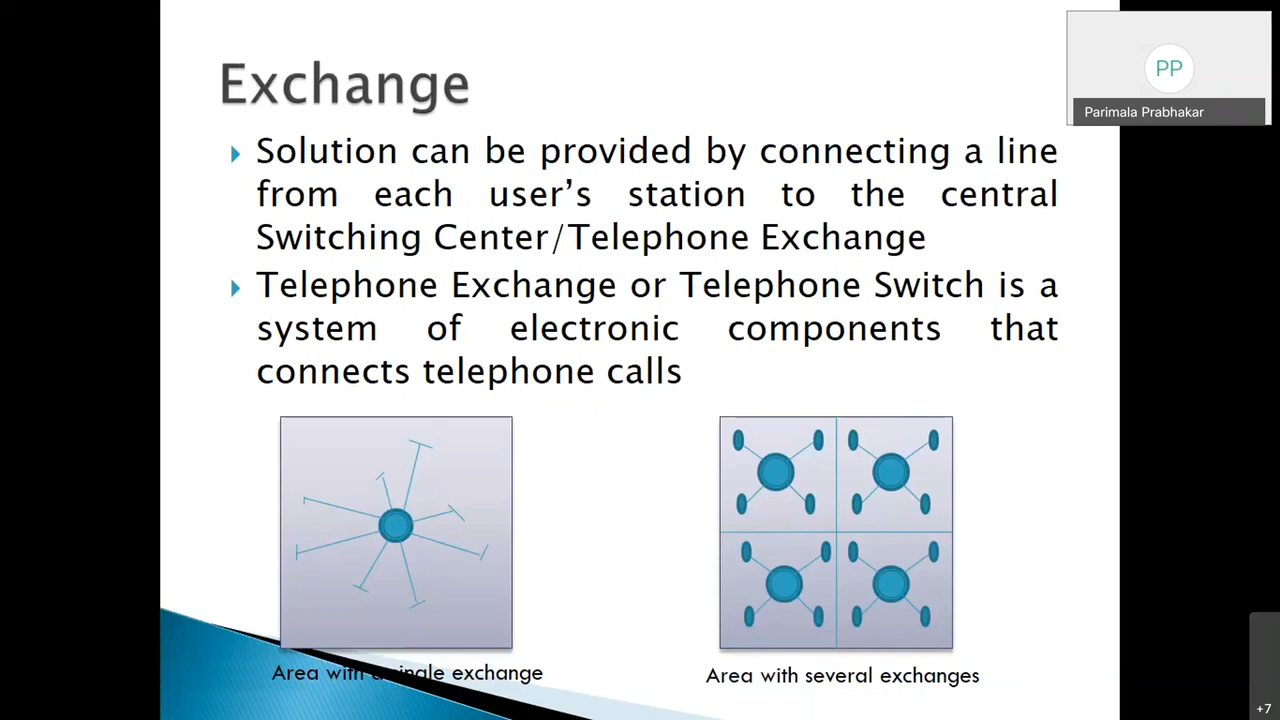 Exchange
PP
Parimala Prabhakar
Solution can be provided by connecting a line
from each user’s station to the central
Switching Center/Telephone Exchange
Telephone Exchange or Telephone Switch is a
system of electronic components that
connects telephone calls
Area with a single exchange
Area with several exchanges
+7